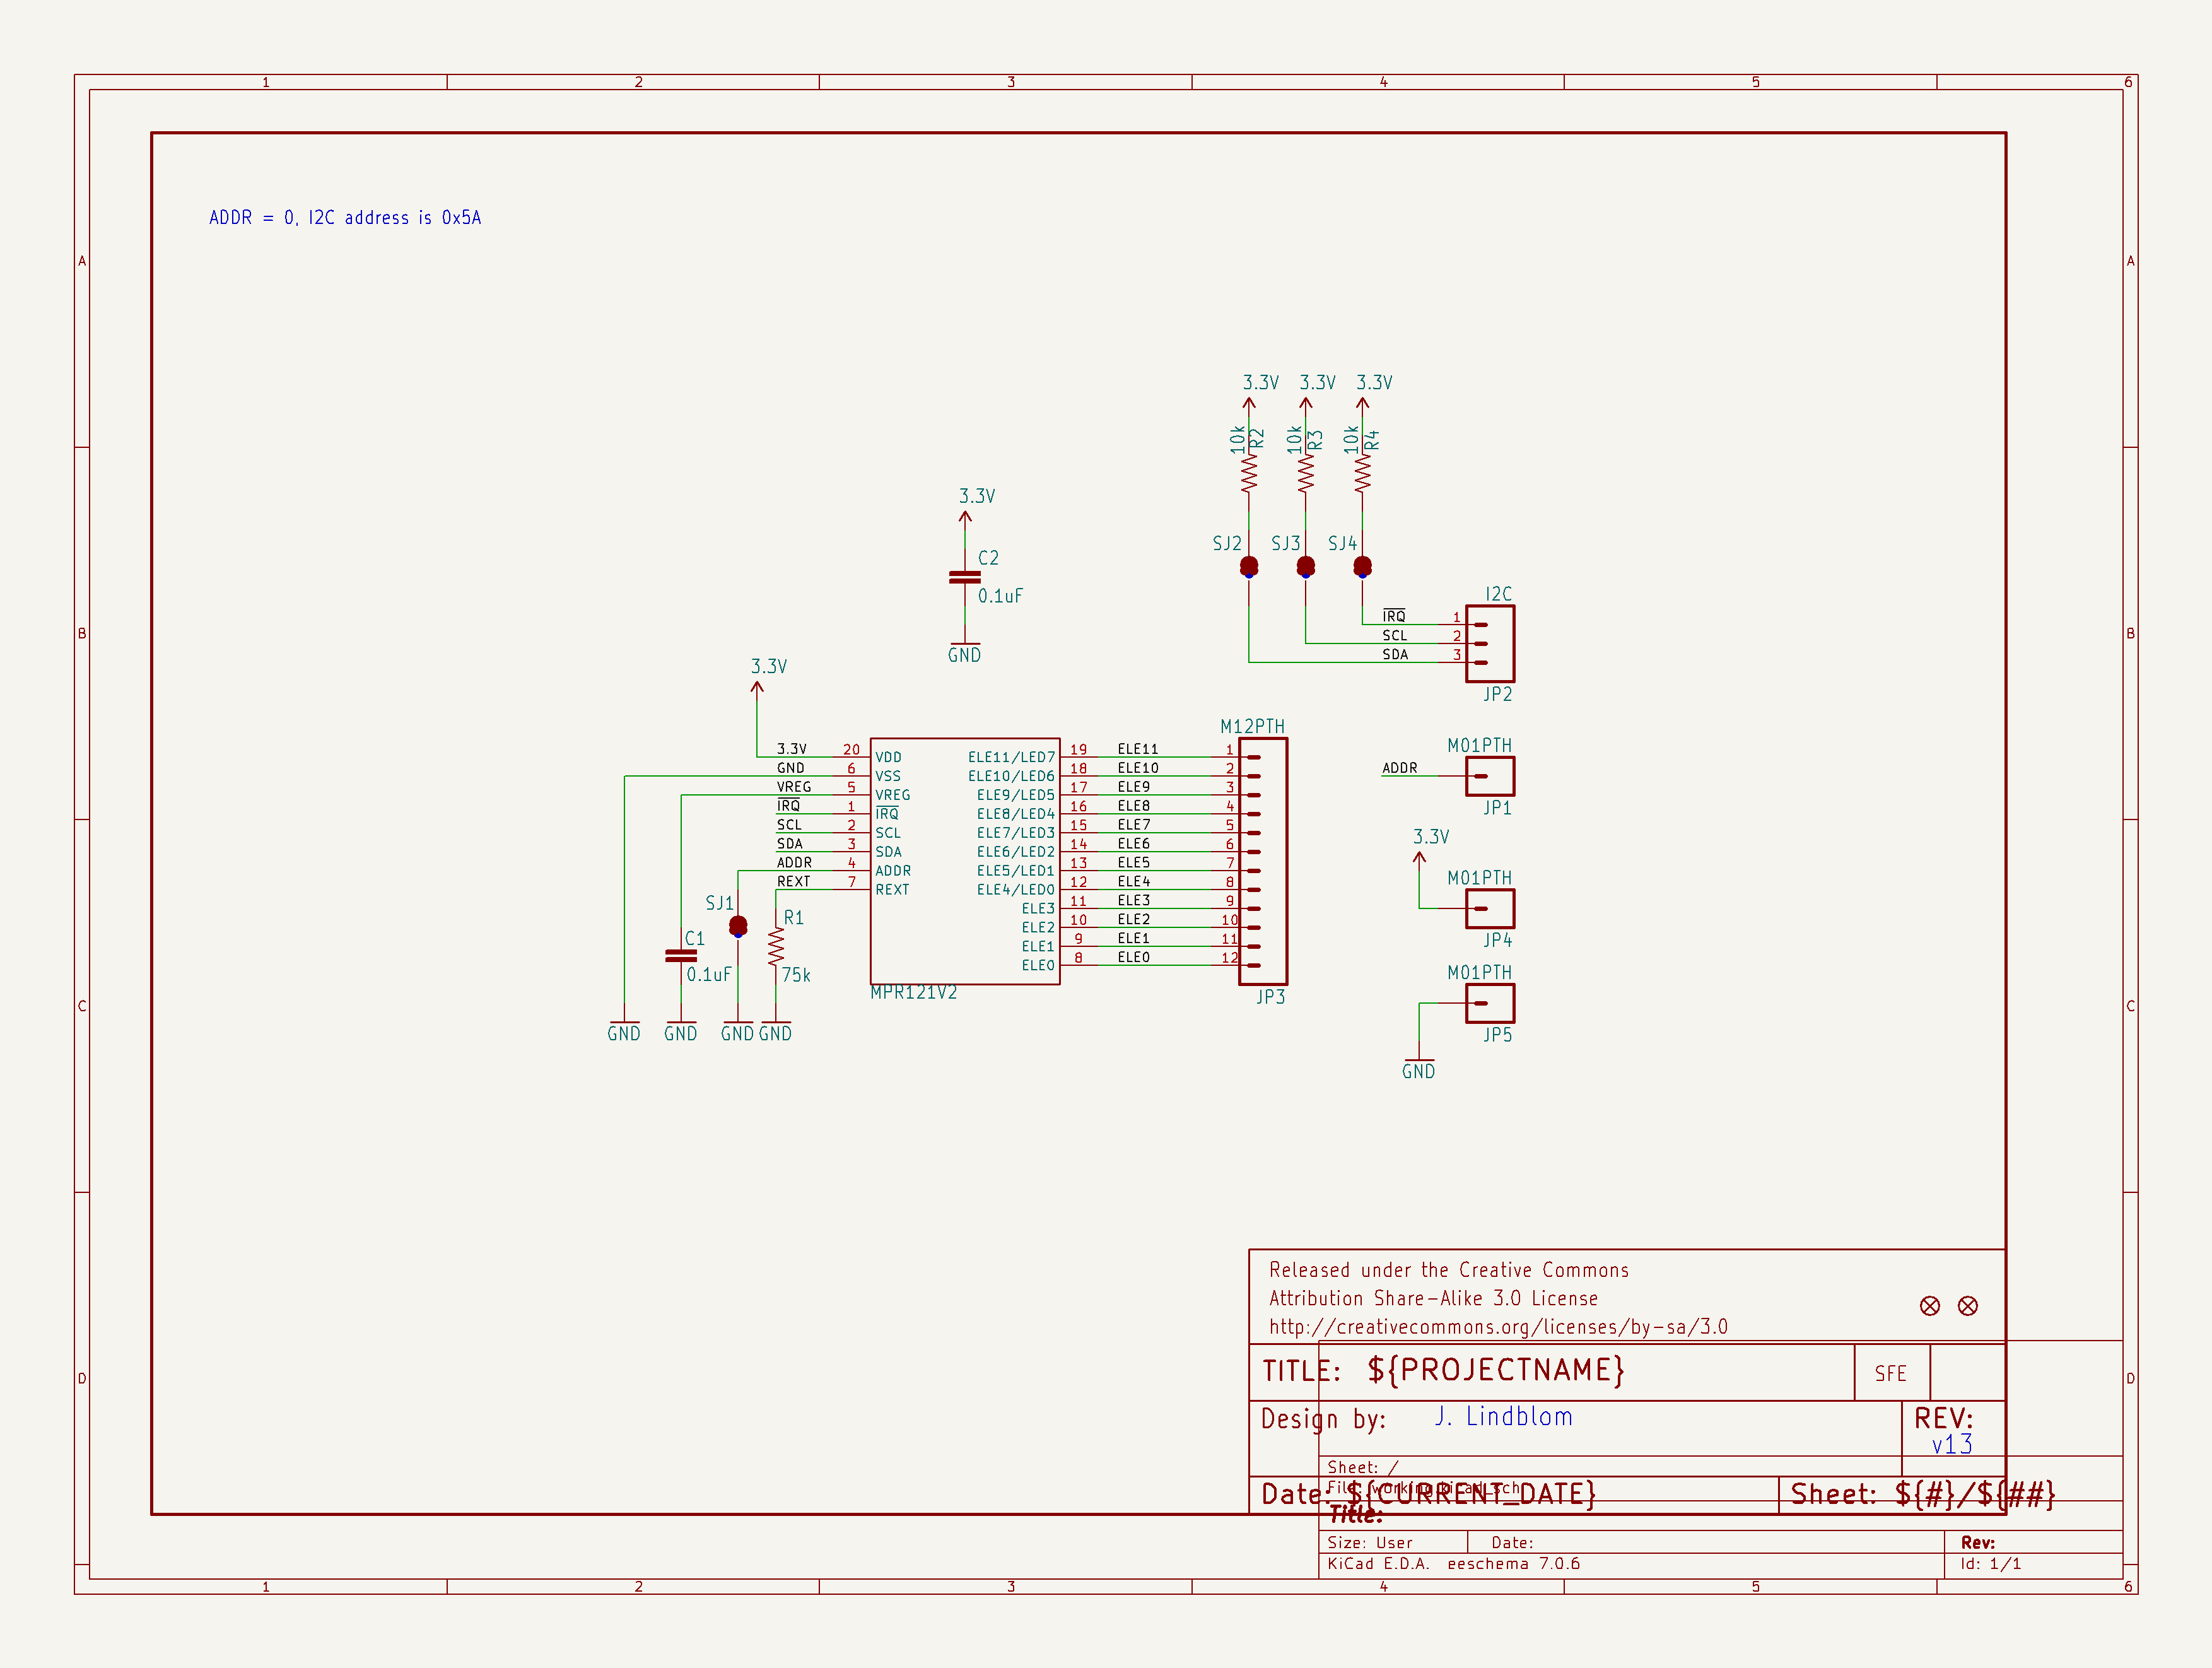 1 2 3 4 5 6
A A
ADDR = 0, I2C address is 0x5A
3.3V 3.3V 3.3V
10k R2 10k R3 10k R4
3.3V
C2
0.1uF
GND
SJ2 SJ3 SJ4
I2C
IRQ 1
SCL 2
SDA 3
JP2
B B
3.3V
3.3V 20 VDD
GND 6 VSS
VREG 5 VREG
IRQ 1 IRQ
SCL 2 SCL
SDA 3 SDA
ADDR 4 ADDR
REXT 7 REXT
M12PTH
ELE11/LED7 19 ELE11 1
ELE10/LED6 18 ELE10 2
ELE9/LED5 17 ELE9 3
ELE8/LED4 16 ELE8 4
ELE7/LED3 15 ELE7 5
ELE6/LED2 14 ELE6 6
ELE5/LED1 13 ELE5 7
ELE4/LED0 12 ELE4 8
ELE3 11 ELE3 9
ELE2 10 ELE2 10
ELE1 9 ELE1 11
ELE0 8 ELE0 12
MPR121V2
JP3
SJ1
R1
75k
C1
0.1uF
GND GND GND GND
M01PTH
ADDR
JP1
3.3V
M01PTH
JP4
M01PTH
JP5
GND
C C
Released under the Creative Commons
Attribution Share-Alike 3.0 License
http://creativecommons.org/licenses/by-sa/3.0
TITLE: ${PROJECTNAME}
SFE
D D
Design by: J. Lindblom
REV:
v13
Sheet: /
File: working.kicad_sch
Date: ${CURRENT_DATE}
Sheet: ${#}/${##}
Title:
Size: User Date: Rev:
KiCad E.D.A. eeschema 7.0.6 Id: 1/1
1 2 3 4 5 6